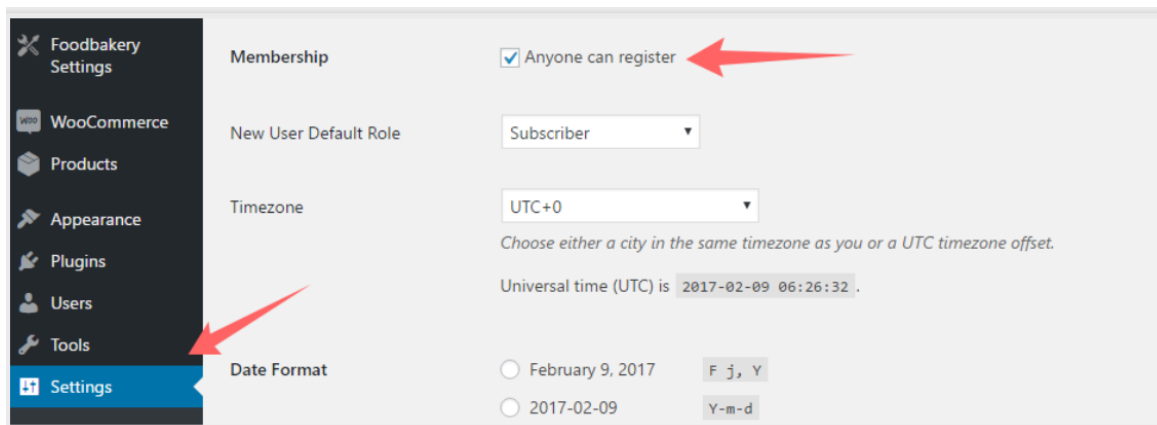 Foodbakery
Settings
WooCommerce
Products
Appearance
Plugins
Users
Tools
Settings
Membership
Anyone can register
New User Default Role
Subscriber
Timezone
UTC+0
Choose either a city in the same timezone as you or a UTC timezone offset.
Universal time (UTC) is 2017-02-09 06:26:32 .
Date Format
February 9, 2017 F j, Y
2017-02-09 Y-m-d